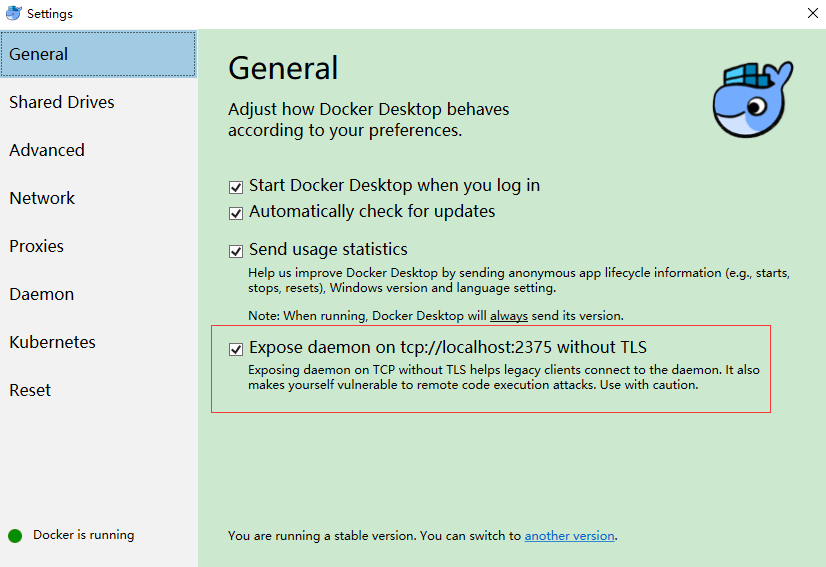 Settings
General
Shared Drives
Advanced
Network
Proxies
Daemon
Kubernetes
Reset
Docker is running
General
Adjust how Docker Desktop behaves
according to your preferences.
Start Docker Desktop when you log in
Automatically check for updates
Send usage statistics
Help us improve Docker Desktop by sending anonymous app lifecycle information (e.g., starts,
stops, resets), Windows version and language setting.
Note: When running, Docker Desktop will always send its version.
Expose daemon on tcp://localhost:2375 without TLS
Exposing daemon on TCP without TLS helps legacy clients connect to the daemon. It also
makes yourself vulnerable to remote code execution attacks. Use with caution.
You are running a stable version. You can switch to another version.